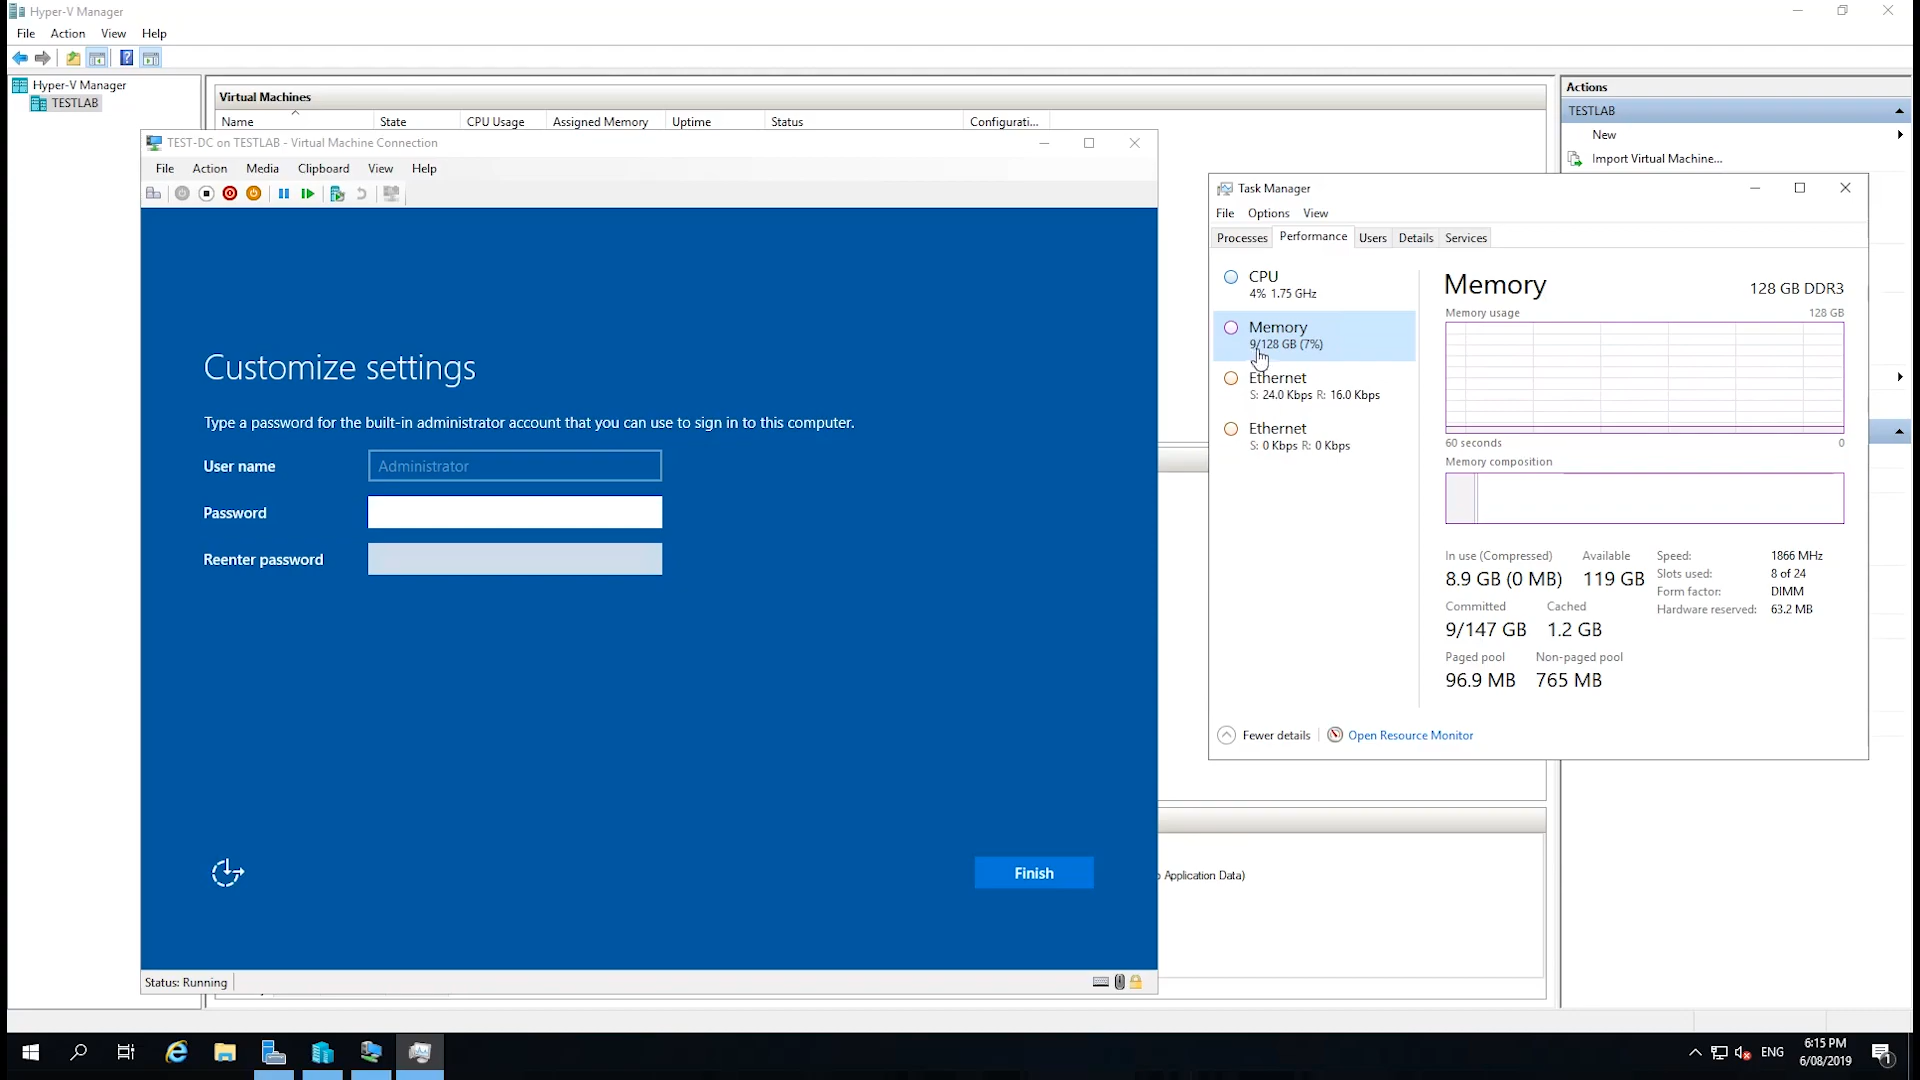 Hyper-V Manager
File Action View Help
Hyper-V Manager
TESTLAB
Virtual Machines
Name State CPU Usage Assigned Memory Uptime Status Configurati...
Actions
TESTLAB
New
Import Virtual Machine...
TEST-DC on TESTLAB - Virtual Machine Connection
File Action Media Clipboard View Help
Customize settings
Type a password for the built-in administrator account that you can use to sign in to this computer.
User name Administrator
Password
Reenter password
Finish
Status: Running
Application Data)
Task Manager
File Options View
Processes Performance Users Details Services
CPU
4% 1.75 GHz
Memory
9/128 GB (7%)
Ethernet
S: 24.0 Kbps R: 16.0 Kbps
Ethernet
S: 0 Kbps R: 0 Kbps
Memory 128 GB DDR3
Memory usage 128 GB
60 seconds 0
Memory composition
In use (Compressed) Available
8.9 GB (0 MB) 119 GB
Committed Cached
9/147 GB 1.2 GB
Paged pool Non-paged pool
96.9 MB 765 MB
Speed: 1866 MHz
Slots used: 8 of 24
Form factor: DIMM
Hardware reserved: 63.2 MB
Fewer details Open Resource Monitor
ENG
6:15 PM
6/08/2019
1